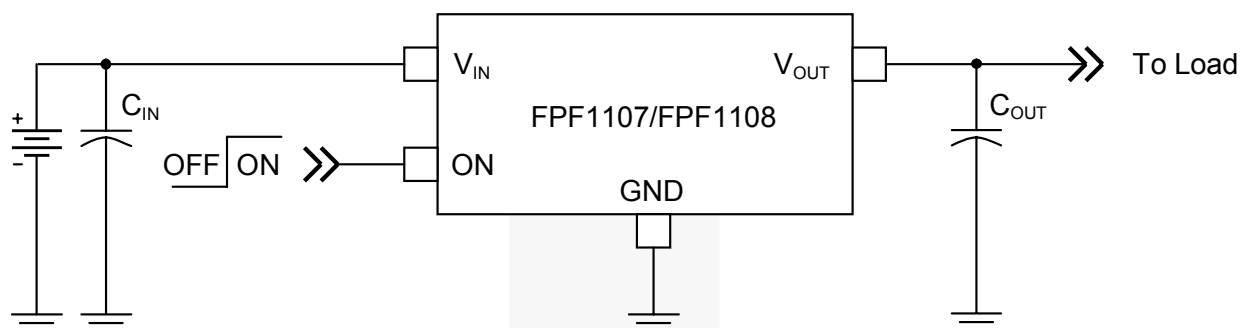 V_IN
V_OUT
To Load
+
C_IN
C_OUT
FPF1107/FPF1108
−
OFF ON
ON
GND